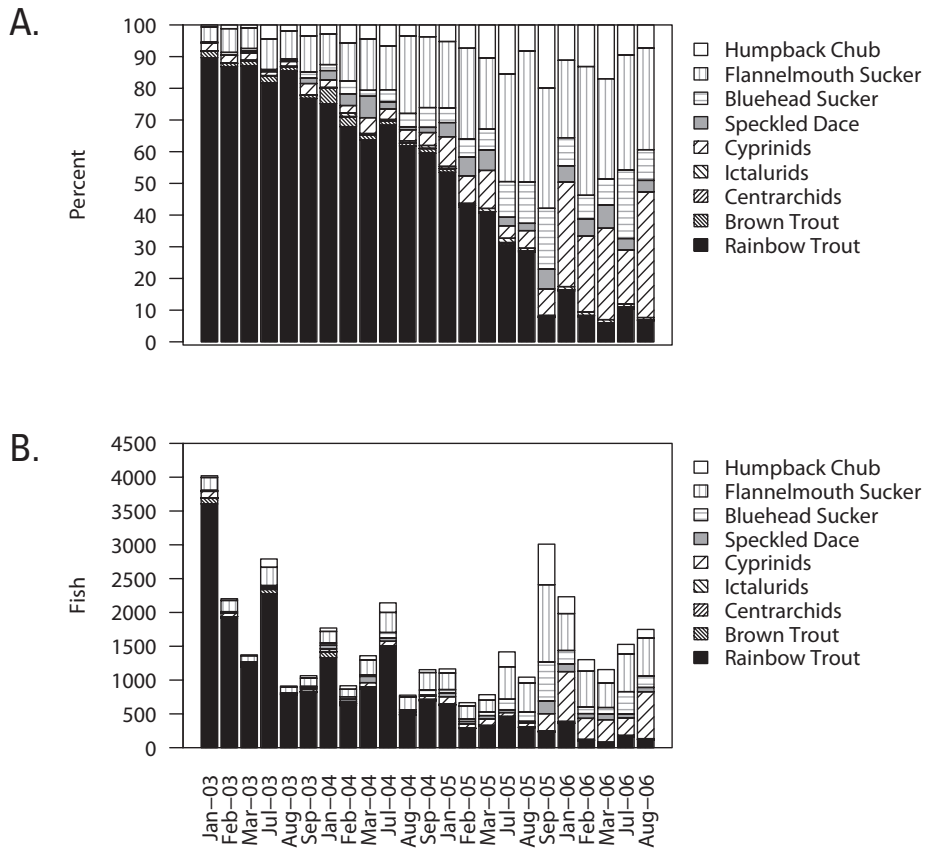 A.
100
90
80
70
60
50
40
30
20
10
0
Percent
Humpback Chub
Flannelmouth Sucker
Bluehead Sucker
Speckled Dace
Cyprinids
Ictalurids
Centrarchids
Brown Trout
Rainbow Trout
B.
4500
4000
3500
3000
2500
2000
1500
1000
500
0
Fish
Humpback Chub
Flannelmouth Sucker
Bluehead Sucker
Speckled Dace
Cyprinids
Ictalurids
Centrarchids
Brown Trout
Rainbow Trout
Jan–03
Feb–03
Mar–03
Jul–03
Aug–03
Sep–03
Jan–04
Feb–04
Mar–04
Jul–04
Aug–04
Sep–04
Jan–05
Feb–05
Mar–05
Jul–05
Aug–05
Sep–05
Jan–06
Feb–06
Mar–06
Jul–06
Aug–06